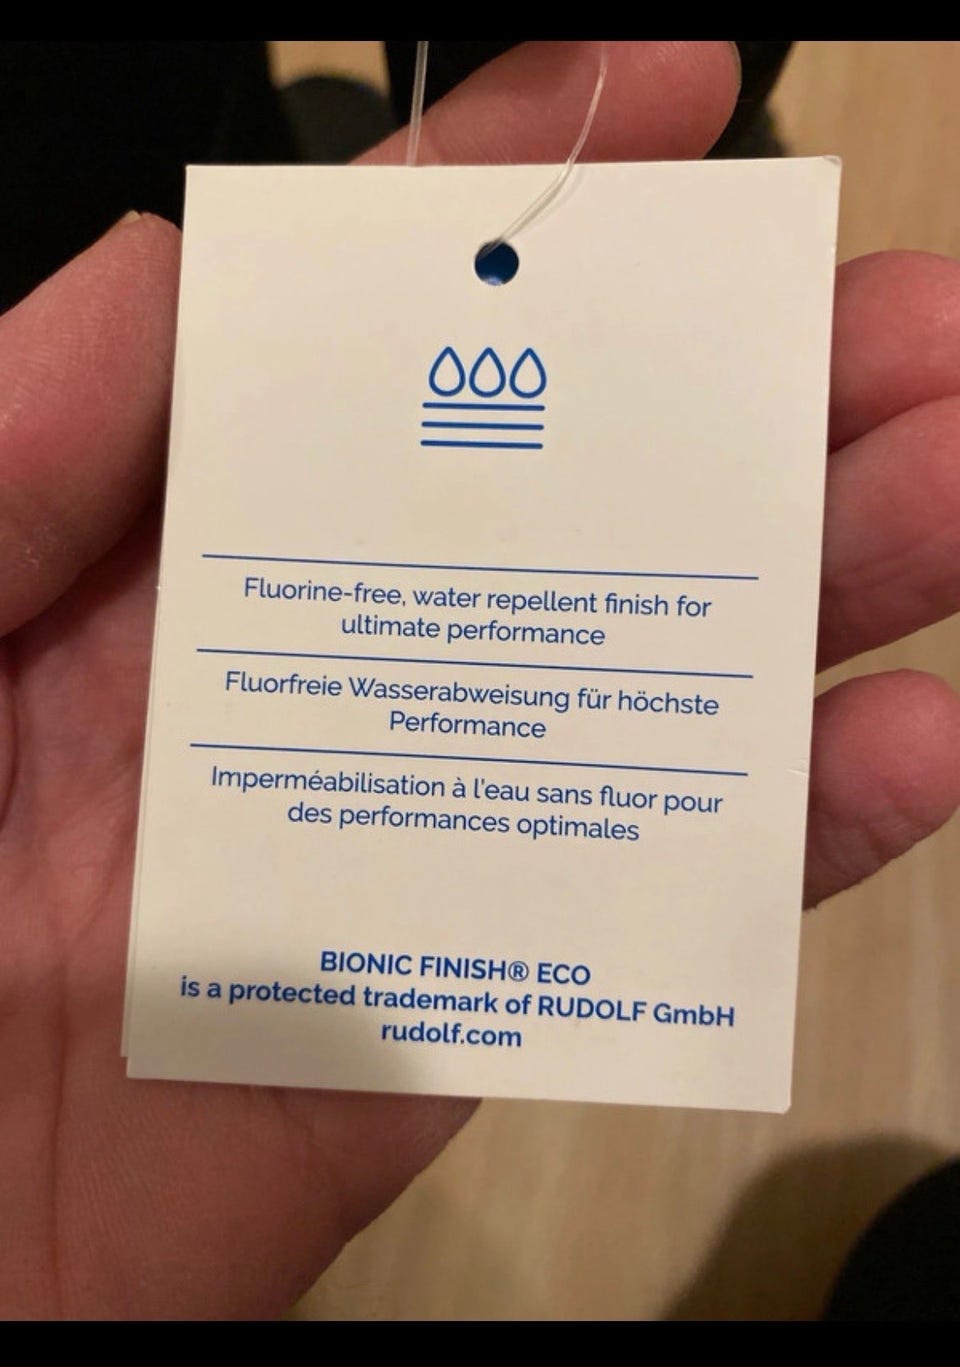 Fluorine-free, water repellent finish for
ultimate performance
Fluorfreie Wasserabweisung für höchste
Performance
Imperméabilisation à l'eau sans fluor pour
des performances optimales
BIONIC FINISH® ECO
is a protected trademark of RUDOLF GmbH
rudolf.com